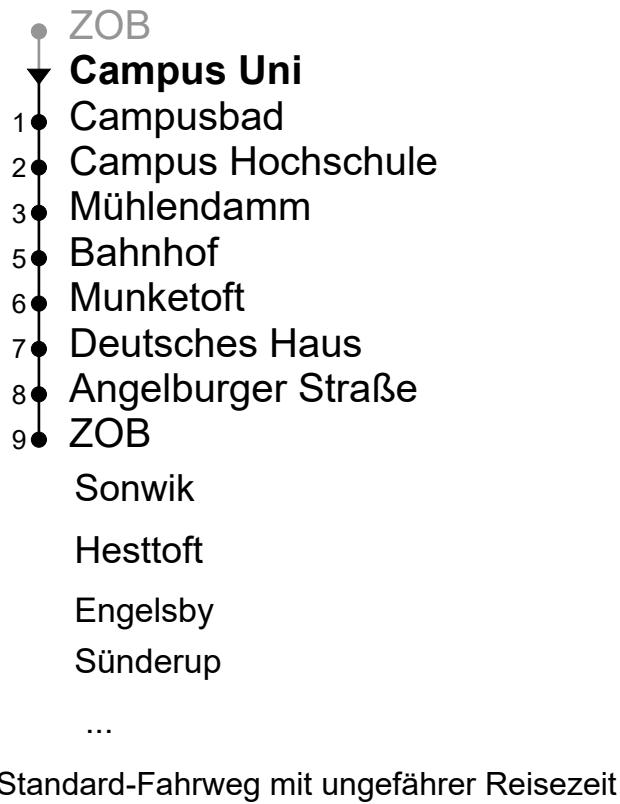 ZOB
Campus Uni
1 Campusbad
2 Campus Hochschule
3 Mühlendamm
5 Bahnhof
6 Munketoft
7 Deutsches Haus
8 Angelburger Straße
9 ZOB
Sonwik
Hesttoft
Engelsby
Sünderup
...
Standard-Fahrweg mit ungefährer Reisezeit